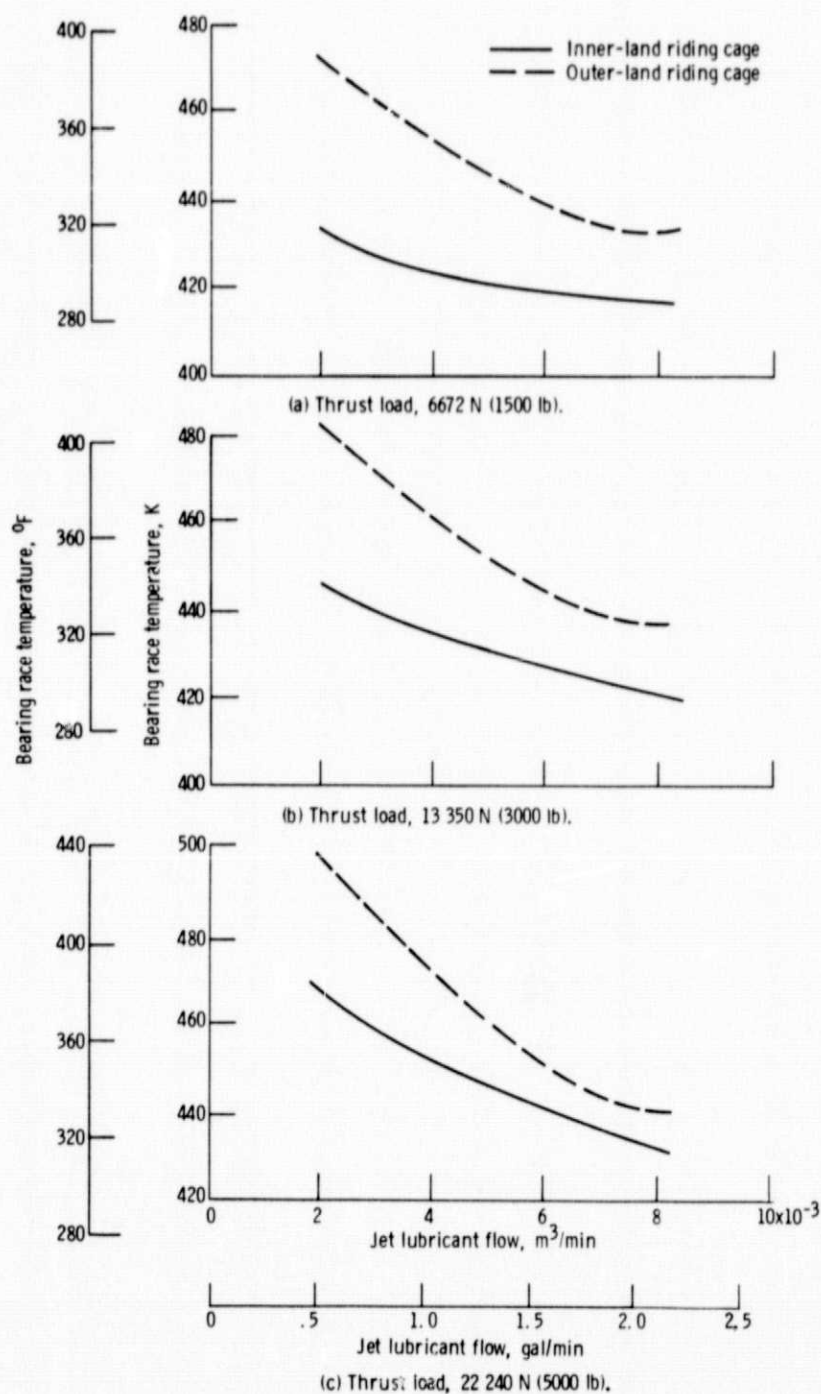 400
360
320
280
480
460
440
420
400
Inner-land riding cage
Outer-land riding cage
(a) Thrust load, 6672 N (1500 lb).
Bearing race temperature, °F
400
360
320
280
Bearing race temperature, K
480
460
440
420
400
(b) Thrust load, 13 350 N (3000 lb).
440
400
360
320
280
500
480
460
440
420
0 2 4 6 8 10x10-3
Jet lubricant flow, m3/min
0 .5 1.0 1.5 2.0 2.5
Jet lubricant flow, gal/min
(c) Thrust load, 22 240 N (5000 lb).